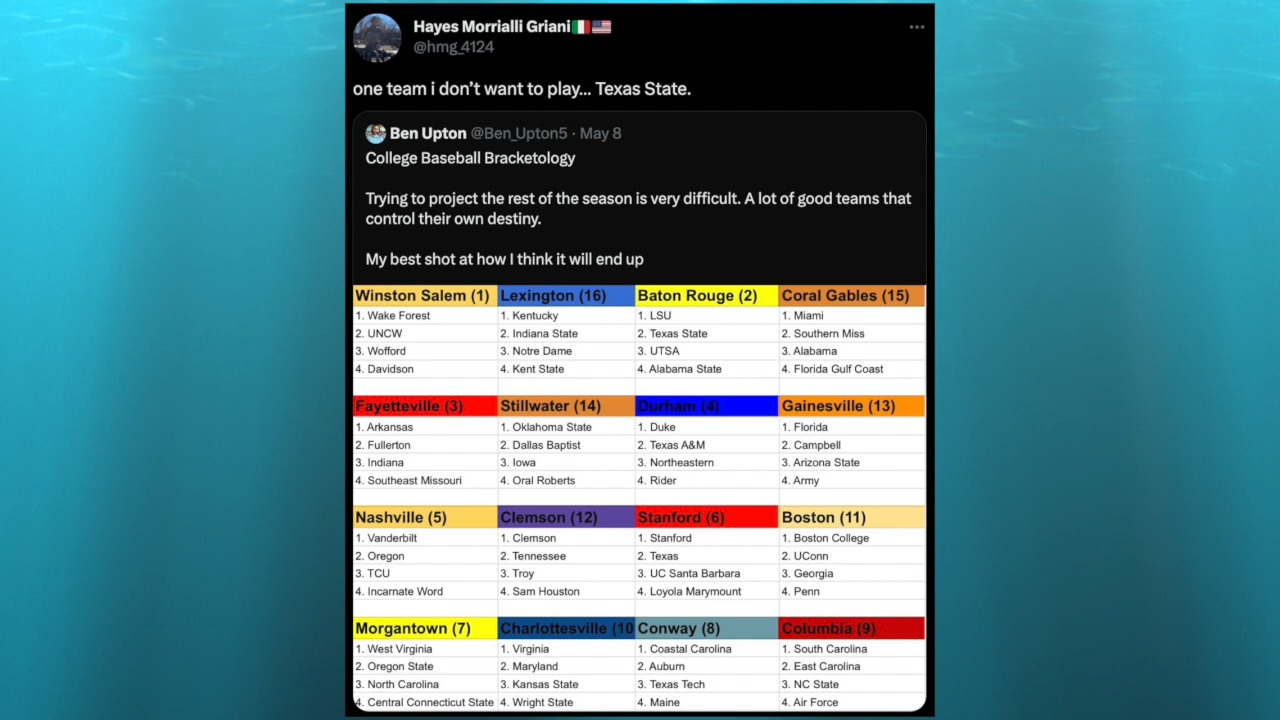 Hayes Morrialli Griani🇮🇹🇺🇸
@hmg_4124
one team i don't want to play... Texas State.
Ben Upton @Ben_Upton5 · May 8
College Baseball Bracketology
Trying to project the rest of the season is very difficult. A lot of good teams that
control their own destiny.
My best shot at how I think it will end up
Winston Salem (1) Lexington (16) Baton Rouge (2) Coral Gables (15)
1. Wake Forest 1. Kentucky 1. LSU 1. Miami
2. UNCW 2. Indiana State 2. Texas State 2. Southern Miss
3. Wofford 3. Notre Dame 3. UTSA 3. Alabama
4. Davidson 4. Kent State 4. Alabama State 4. Florida Gulf Coast
Fayetteville (3) Stillwater (14) Durham (4) Gainesville (13)
1. Arkansas 1. Oklahoma State 1. Duke 1. Florida
2. Fullerton 2. Dallas Baptist 2. Texas A&M 2. Campbell
3. Indiana 3. Iowa 3. Northeastern 3. Arizona State
4. Southeast Missouri 4. Oral Roberts 4. Rider 4. Army
Nashville (5) Clemson (12) Stanford (6) Boston (11)
1. Vanderbilt 1. Clemson 1. Stanford 1. Boston College
2. Oregon 2. Tennessee 2. Texas 2. UConn
3. TCU 3. Troy 3. UC Santa Barbara 3. Georgia
4. Incarnate Word 4. Sam Houston 4. Loyola Marymount 4. Penn
Morgantown (7) Charlottesville (10 Conway (8) Columbia (9)
1. West Virginia 1. Virginia 1. Coastal Carolina 1. South Carolina
2. Oregon State 2. Maryland 2. Auburn 2. East Carolina
3. North Carolina 3. Kansas State 3. Texas Tech 3. NC State
4. Central Connecticut State 4. Wright State 4. Maine 4. Air Force